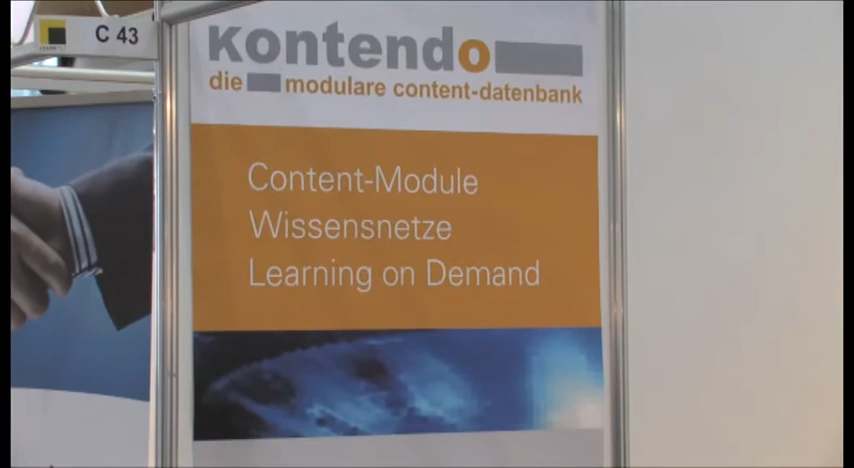 C 43
kontendo
die modulare content-datenbank
Content-Module
Wissensnetze
Learning on Demand